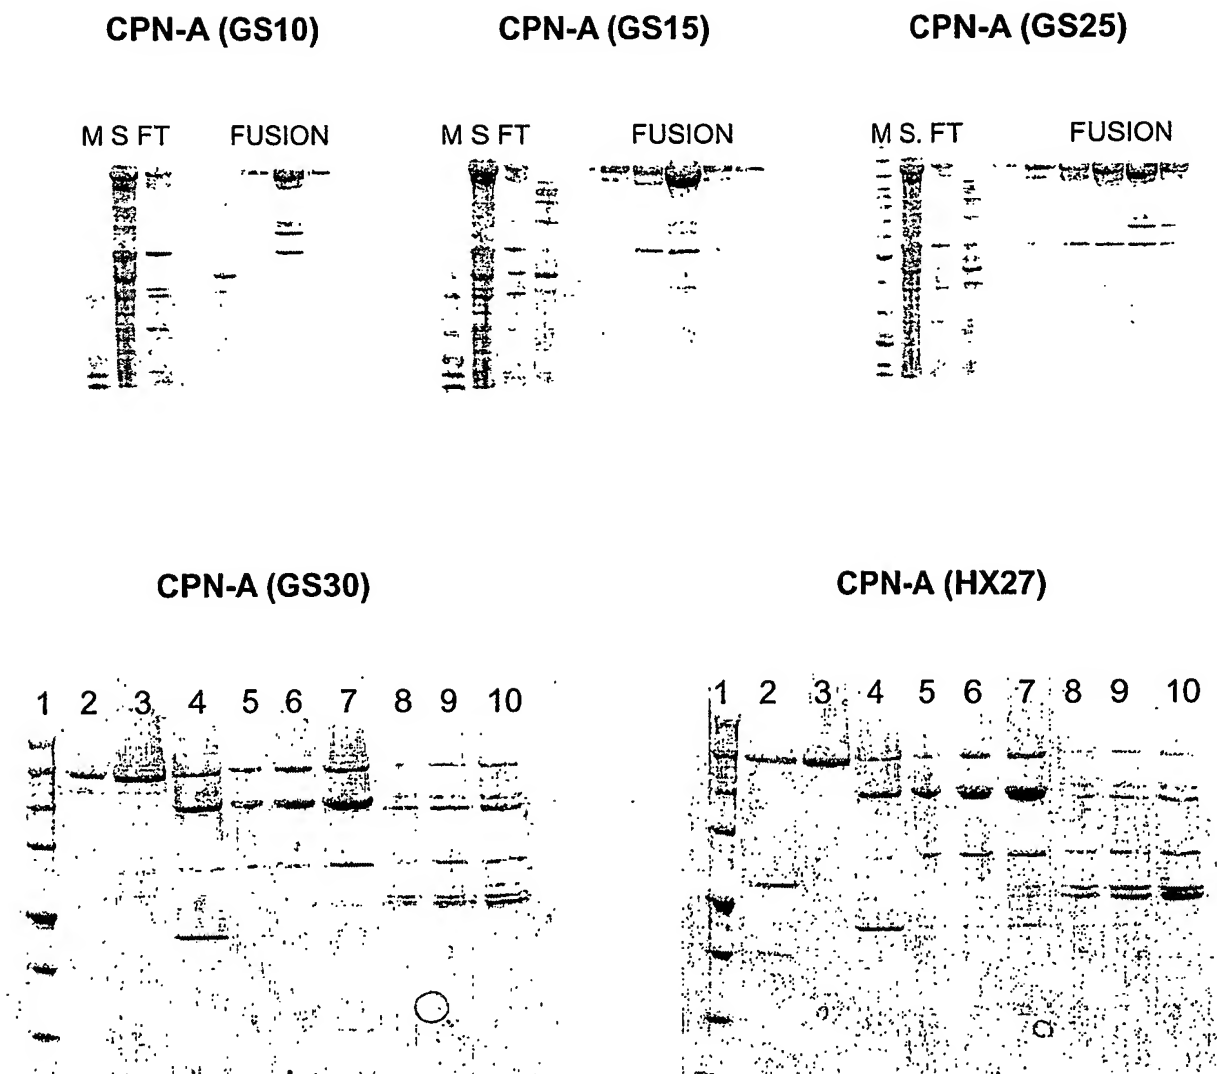 CPN-A (GS10) CPN-A (GS15) CPN-A (GS25)
M S FT FUSION M S FT FUSION M S. FT FUSION
CPN-A (GS30) CPN-A (HX27)
1 2 3 4 5 6 7 8 9 10 1 2 3 4 5 6 7 8 9 10